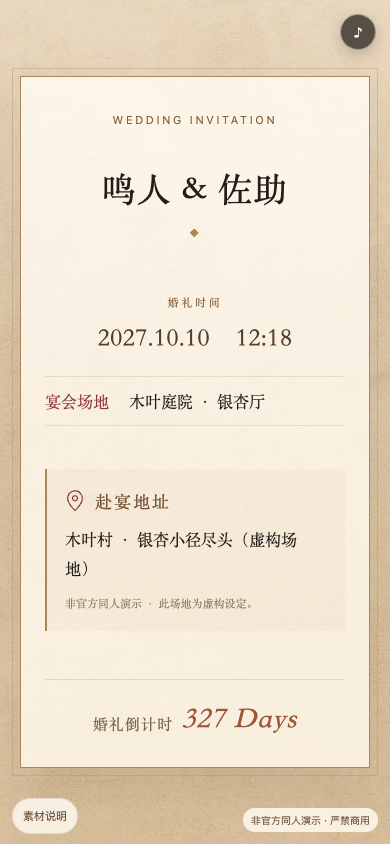 WEDDING INVITATION
鸣人 & 佐助
婚礼时间
2027.10.10 12:18
宴会场地 木叶庭院 · 银杏厅
赴宴地址
木叶村 · 银杏小径尽头（虚构场
地）
非官方同人演示 · 此场地为虚构设定。
婚礼倒计时 327 Days
素材说明
非官方同人演示 · 严禁商用